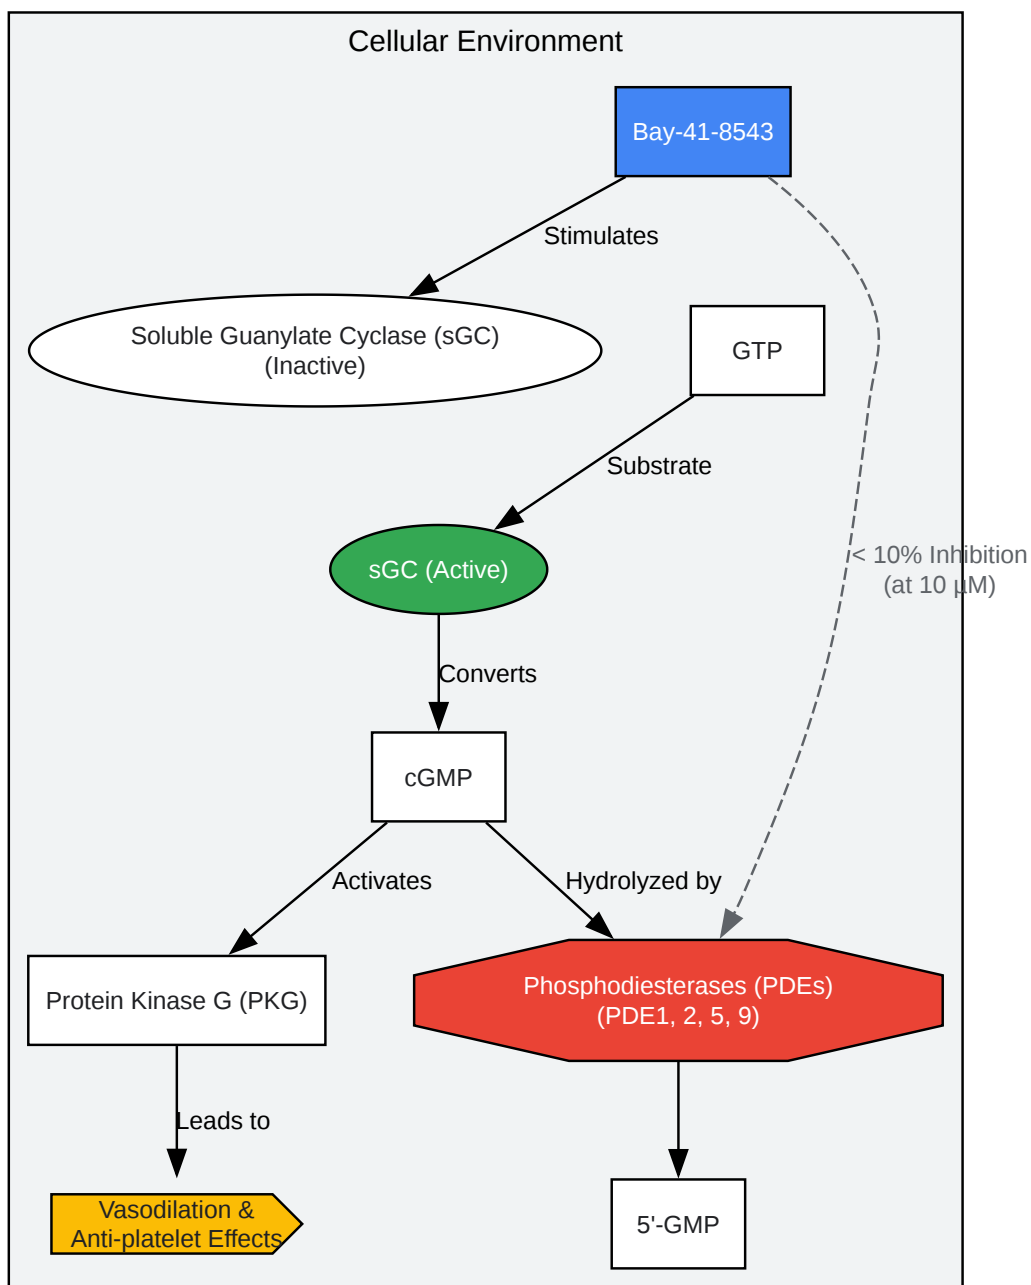 Cellular Environment
Bay-41-8543
Stimulates
Soluble Guanylate Cyclase (sGC)
(Inactive)
GTP
Substrate
< 10% Inhibition
(at 10 µM)
sGC (Active)
Converts
cGMP
Activates
Hydrolyzed by
Protein Kinase G (PKG)
Phosphodiesterases (PDEs)
(PDE1, 2, 5, 9)
Leads to
Vasodilation &
Anti-platelet Effects
5'-GMP